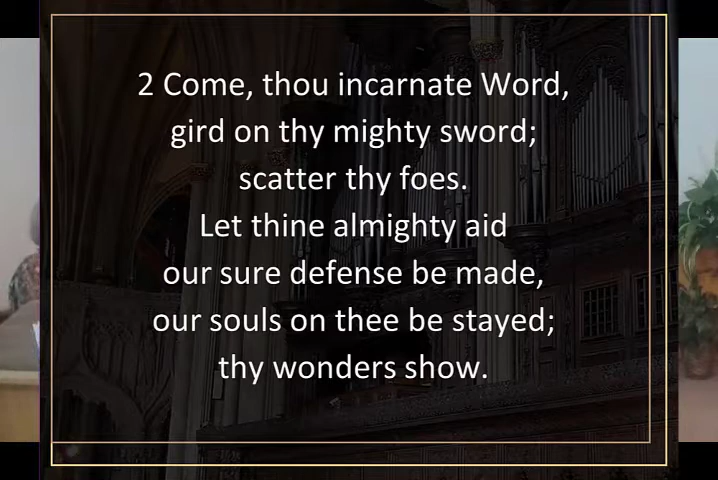 2 Come, thou incarnate Word,
gird on thy mighty sword;
scatter thy foes.
Let thine almighty aid
our sure defense be made,
our souls on thee be stayed;
thy wonders show.